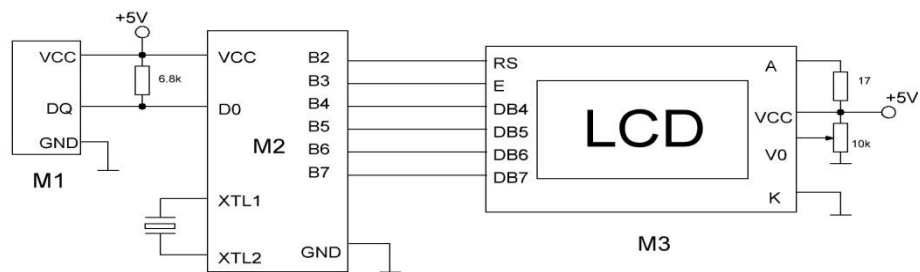 +5V
VCC
6.8k
DQ
GND
M1
VCC
D0
M2
XTL1
XTL2
GND
B2
B3
B4
B5
B6
B7
RS
E
DB4
DB5
DB6
DB7
LCD
A
VCC
V0
K
17
+5V
10k
M3